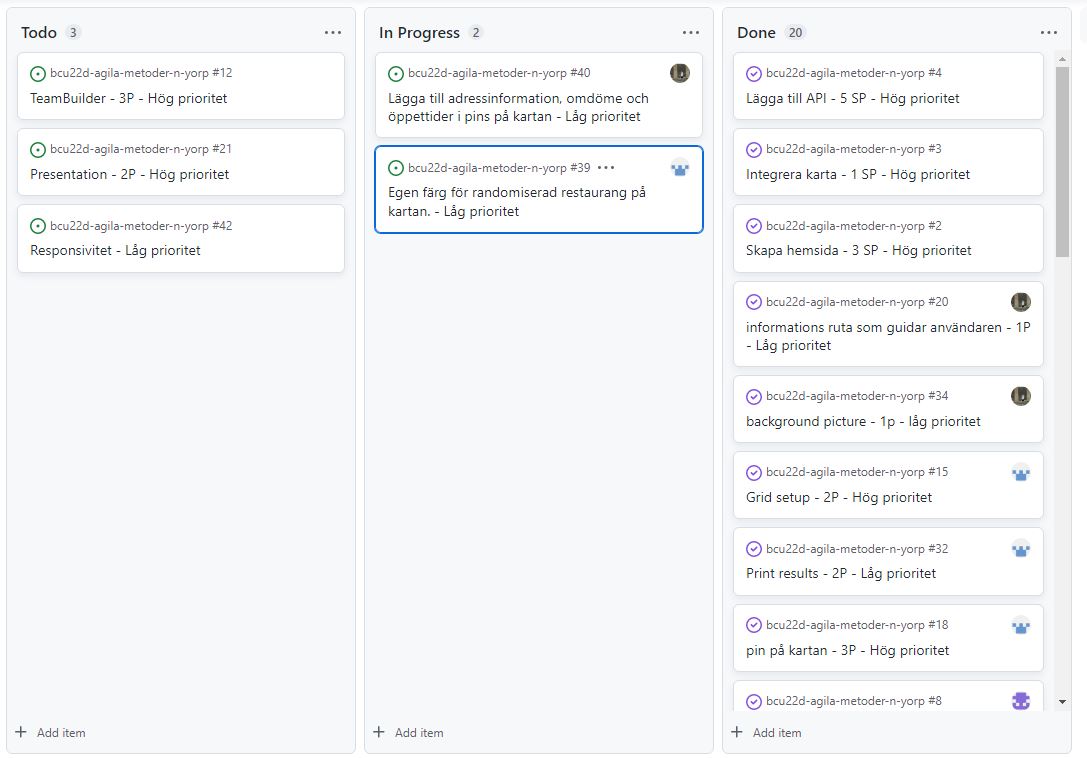 Todo 3
bcu22d-agila-metoder-n-yorp #12
TeamBuilder - 3P - Hög prioritet
bcu22d-agila-metoder-n-yorp #21
Presentation - 2P - Hög prioritet
bcu22d-agila-metoder-n-yorp #42
Responsivitet - Låg prioritet
+ Add item
In Progress 2
bcu22d-agila-metoder-n-yorp #40
Lägga till adressinformation, omdöme och
öppettider i pins på kartan - Låg prioritet
bcu22d-agila-metoder-n-yorp #39
Egen färg för randomiserad restaurang på
kartan. - Låg prioritet
+ Add item
Done 20
bcu22d-agila-metoder-n-yorp #4
Lägga till API - 5 SP - Hög prioritet
bcu22d-agila-metoder-n-yorp #3
Integrera karta - 1 SP - Hög prioritet
bcu22d-agila-metoder-n-yorp #2
Skapa hemsida - 3 SP - Hög prioritet
bcu22d-agila-metoder-n-yorp #20
informations ruta som guidar användaren - 1P
- Låg prioritet
bcu22d-agila-metoder-n-yorp #34
background picture - 1p - låg prioritet
bcu22d-agila-metoder-n-yorp #15
Grid setup - 2P - Hög prioritet
bcu22d-agila-metoder-n-yorp #32
Print results - 2P - Låg prioritet
bcu22d-agila-metoder-n-yorp #18
pin på kartan - 3P - Hög prioritet
bcu22d-agila-metoder-n-yorp #8
+ Add item